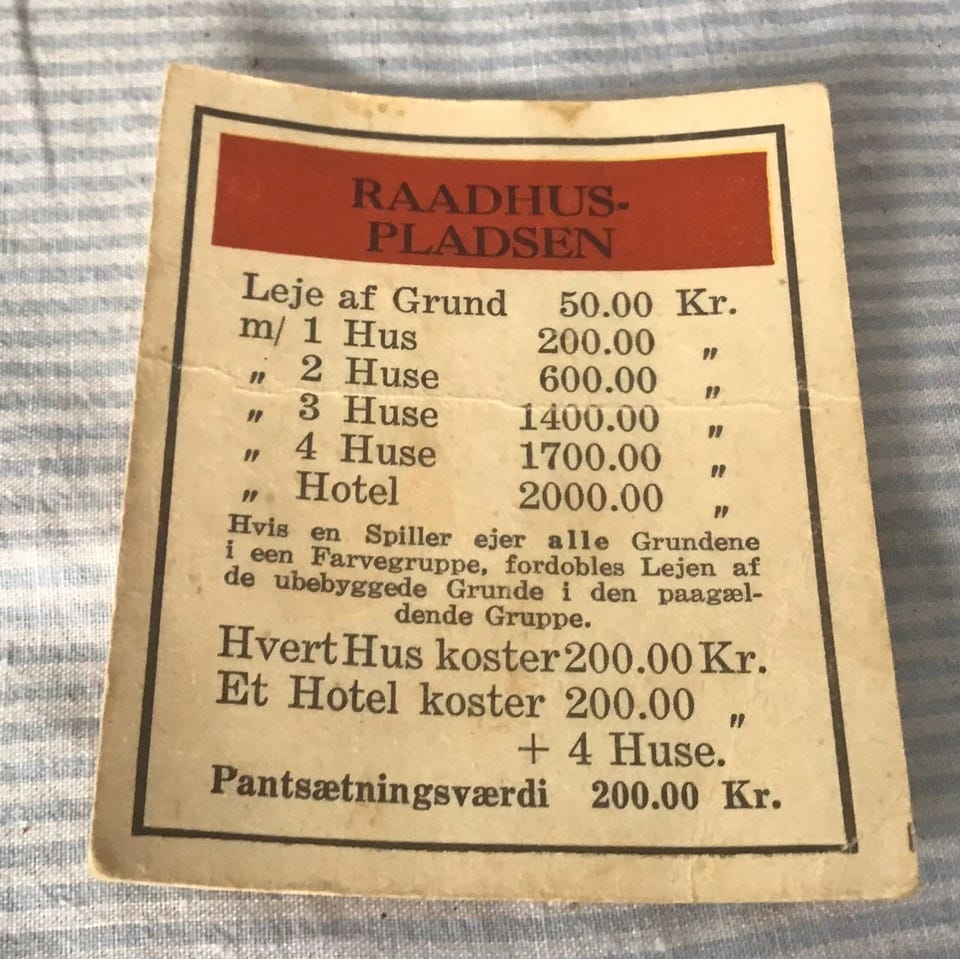 RAADHUS-
PLADSEN
Leje af Grund 50.00 Kr.
m/ 1 Hus 200.00 „
„ 2 Huse 600.00 „
„ 3 Huse 1400.00 „
„ 4 Huse 1700.00 „
„ Hotel 2000.00 „
Hvis en Spiller ejer alle Grundene
i een Farvegruppe, fordobles Lejen af
de ubebyggede Grunde i den paagæl-
dende Gruppe.
Hvert Hus koster 200.00 Kr.
Et Hotel koster 200.00 „
+ 4 Huse.
Pantsætningsværdi 200.00 Kr.